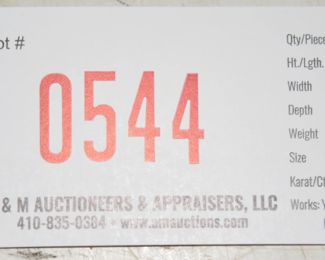 ot #
0544
& M AUCTIONEERS & APPRAISERS, LLC
410-835-0384 • www.amauctions.com
Qty/Piece
Ht./Lgth.
Width
Depth
Weight
Size
Karat/Ct
Works: Y